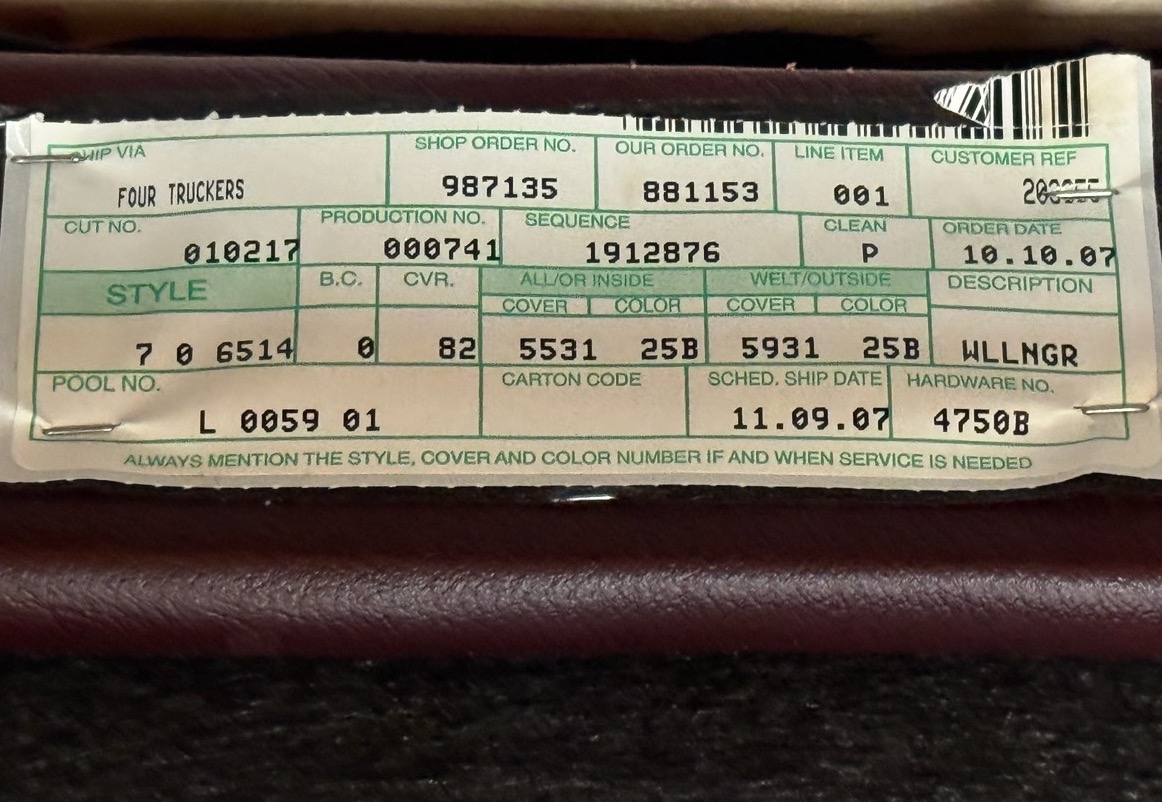 SHIP VIA SHOP ORDER NO. OUR ORDER NO. LINE ITEM CUSTOMER REF
FOUR TRUCKERS 987135 881153 001
CUT NO. PRODUCTION NO. SEQUENCE CLEAN ORDER DATE
010217 000741 1912876 P 10.10.07
STYLE B.C. CVR. ALL/OR INSIDE WELT/OUTSIDE DESCRIPTION
COVER COLOR COVER COLOR
7 0 6514 0 82 5531 25B 5931 25B WLLNGR
POOL NO. CARTON CODE SCHED. SHIP DATE HARDWARE NO.
L 0059 01 11.09.07 4750B
ALWAYS MENTION THE STYLE, COVER AND COLOR NUMBER IF AND WHEN SERVICE IS NEEDED